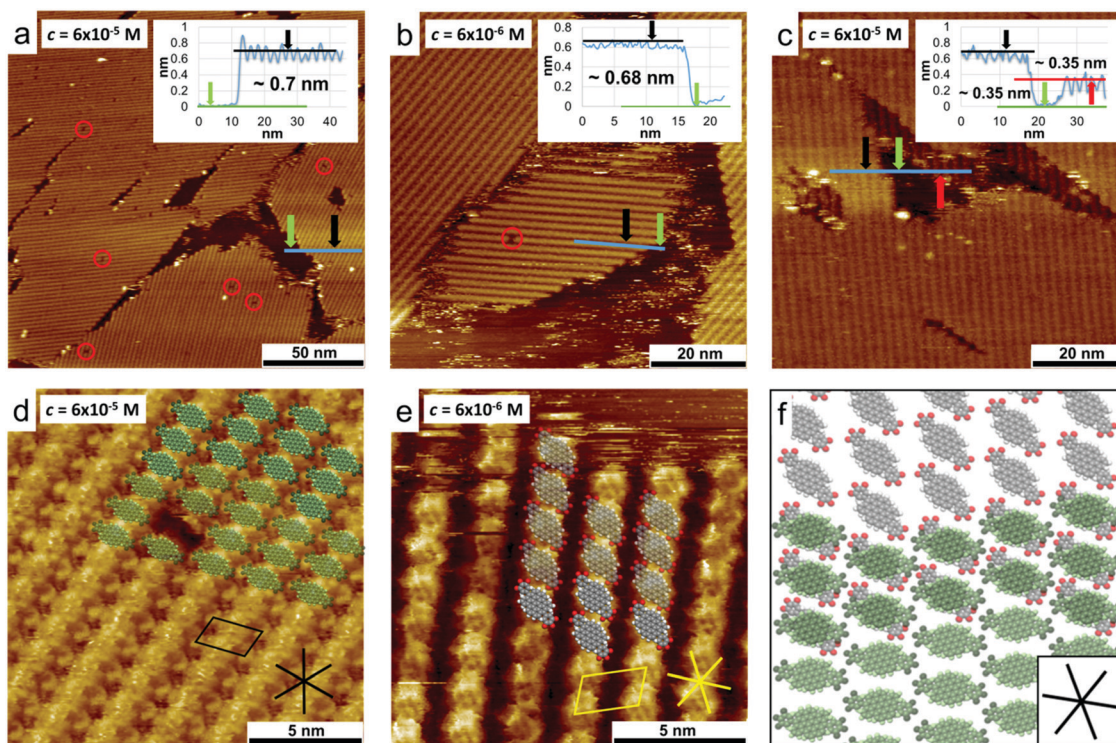 a
c = 6x10⁻⁵ M
nm
1
0.8
0.6
0.4
0.2
0
~ 0.7 nm
0 10 20 30 40
nm
50 nm
b
c = 6x10⁻⁶ M
nm
1
0.8
0.6
0.4
0.2
0
~ 0.68 nm
0 5 10 15 20
nm
20 nm
c
c = 6x10⁻⁵ M
nm
1
0.8
0.6
0.4
0.2
0
~ 0.35 nm
~ 0.35 nm
0 10 20 30
nm
20 nm
d
c = 6x10⁻⁵ M
5 nm
e
c = 6x10⁻⁶ M
5 nm
f